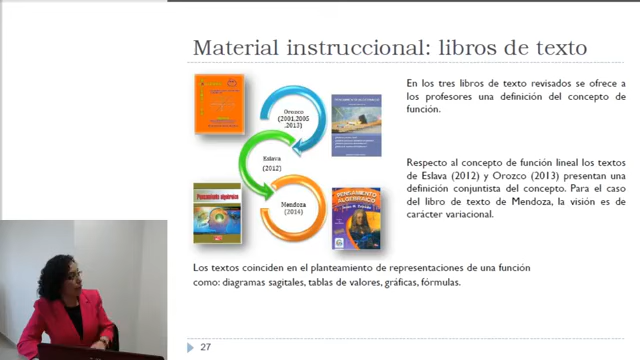 Material instruccional: libros de texto
Orozco
(2001,2005
,2013)
Eslava
(2012)
Mendoza
(2014)
Pensamiento algebraico
PENSAMIENTO
ALGEBRAICO
En los tres libros de texto revisados se ofrece a
los profesores una definición del concepto de
función.
Respecto al concepto de función lineal los textos
de Eslava (2012) y Orozco (2013) presentan una
definición conjuntista del concepto. Para el caso
del libro de texto de Mendoza, la visión es de
carácter variacional.
Los textos coinciden en el planteamiento de representaciones de una función
como: diagramas sagitales, tablas de valores, gráficas, fórmulas.
27